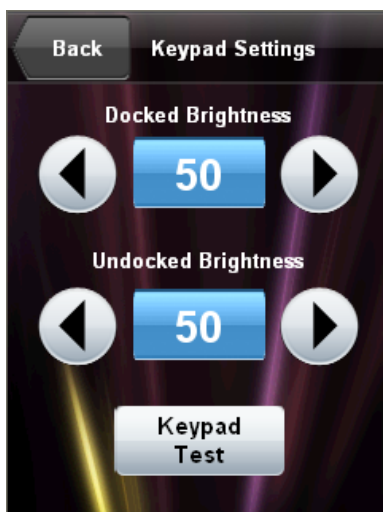 Back Keypad Settings
Docked Brightness
50
Undocked Brightness
50
Keypad
Test